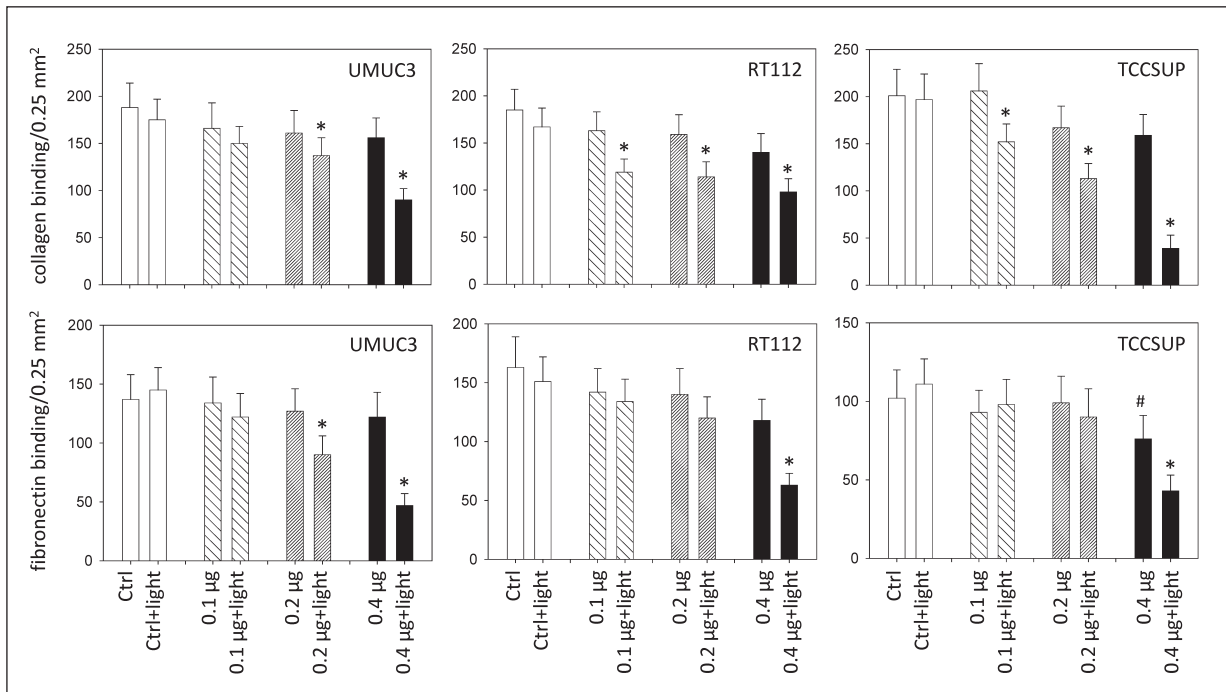 collagen binding/0.25 mm²
250
200
150
100
50
0
UMUC3
*
*
250
200
150
100
50
0
RT112
*
*
*
250
200
150
100
50
0
TCCSUP
*
*
*
fibronectin binding/0.25 mm²
200
150
100
50
0
UMUC3
*
*
200
150
100
50
0
RT112
*
150
100
50
0
TCCSUP
#
*
Ctrl
Ctrl+light
0.1 µg
0.1 µg+light
0.2 µg
0.2 µg+light
0.4 µg
0.4 µg+light
Ctrl
Ctrl+light
0.1 µg
0.1 µg+light
0.2 µg
0.2 µg+light
0.4 µg
0.4 µg+light
Ctrl
Ctrl+light
0.1 µg
0.1 µg+light
0.2 µg
0.2 µg+light
0.4 µg
0.4 µg+light